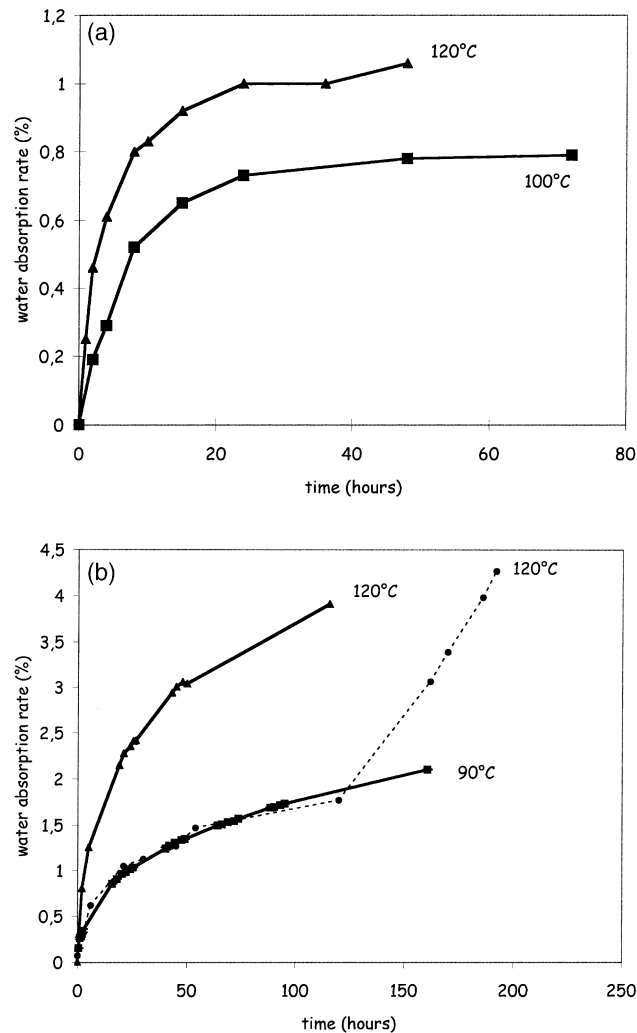 (a)
120°C
100°C
water absorption rate (%)
1,2
1
0,8
0,6
0,4
0,2
0
0 20 40 60 80
time (hours)
(b)
120°C
120°C
90°C
water absorption rate (%)
4,5
4
3,5
3
2,5
2
1,5
1
0,5
0
0 50 100 150 200 250
time (hours)